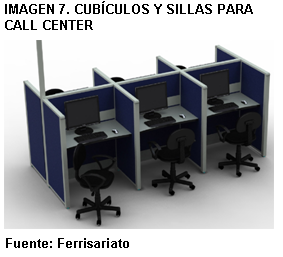 IMAGEN 7. CUBÍCULOS Y SILLAS PARA
CALL CENTER
Fuente: Ferrisariato